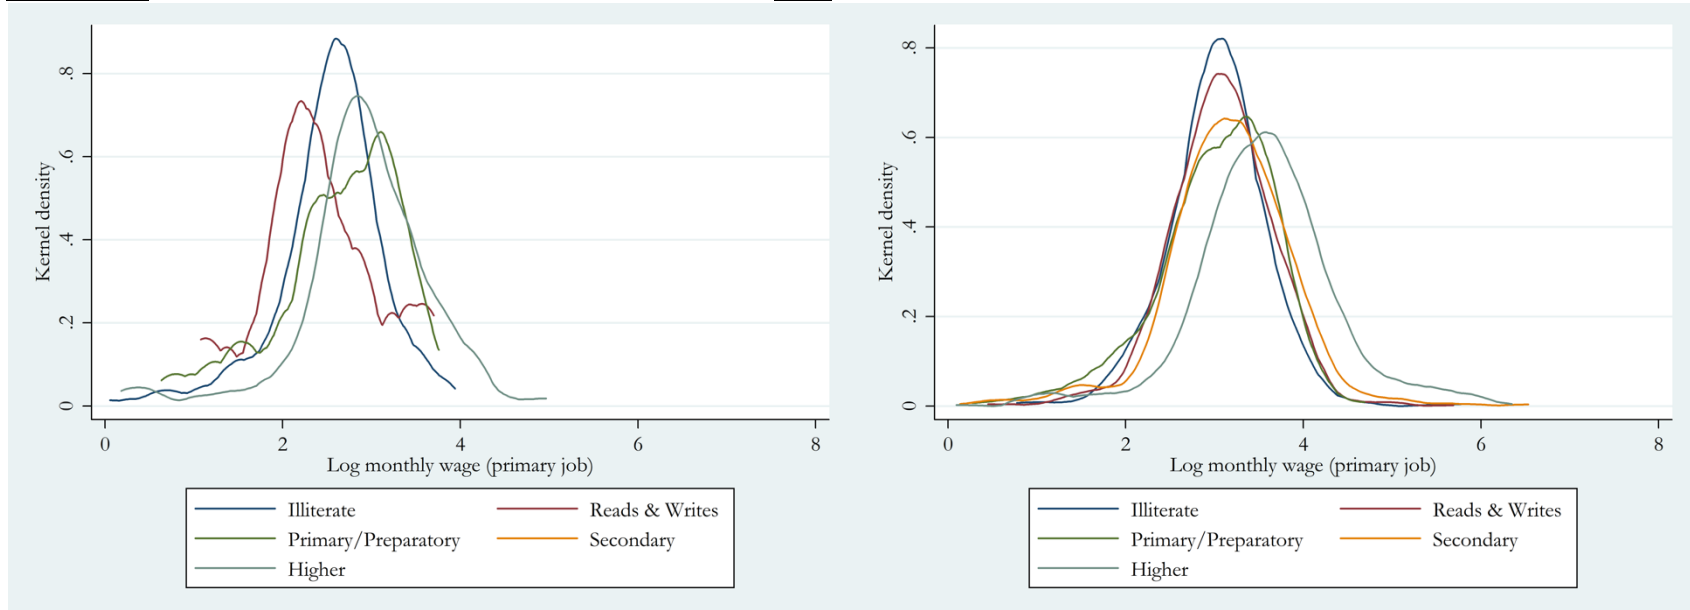 Kernel density
.8
.6
.4
.2
0
0 2 4 6 8
Log monthly wage (primary job)
Illiterate Reads & Writes
Primary/Preparatory Secondary
Higher
Kernel density
.8
.6
.4
.2
0
0 2 4 6 8
Log monthly wage (primary job)
Illiterate Reads & Writes
Primary/Preparatory Secondary
Higher